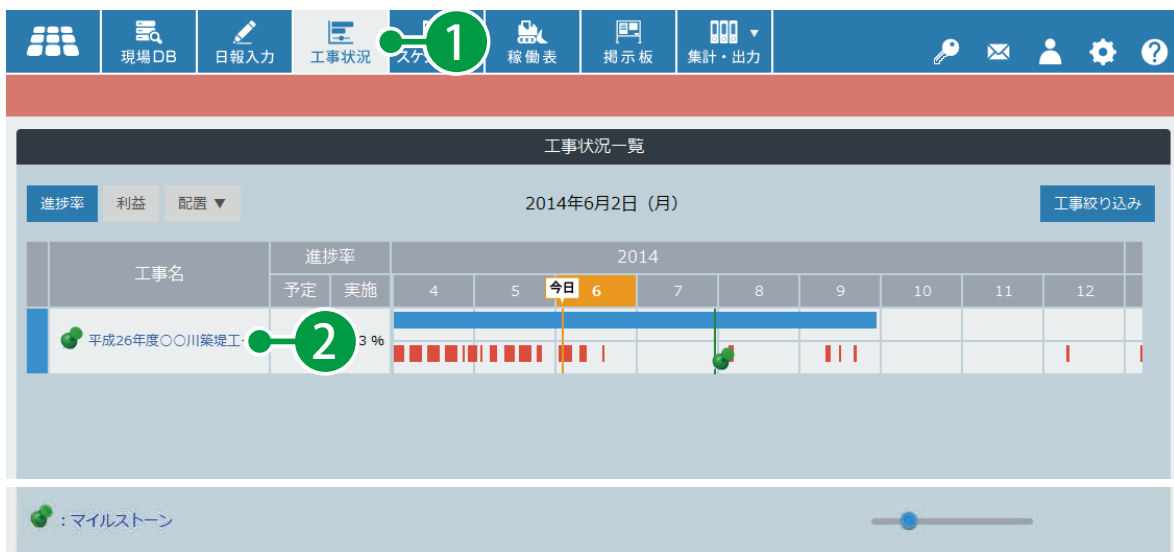 現場DB 日報入力 工事状況 スケ 1 稼働表 掲示板 集計・出力 ▼
工事状況一覧
進捗率 利益 配置 ▼ 2014年6月2日（月） 工事絞り込み
工事名 進捗率 2014
予定 実施 4 5 今日 6 7 8 9 10 11 12
平成26年度○○川築堤工 2 3 %
：マイルストーン